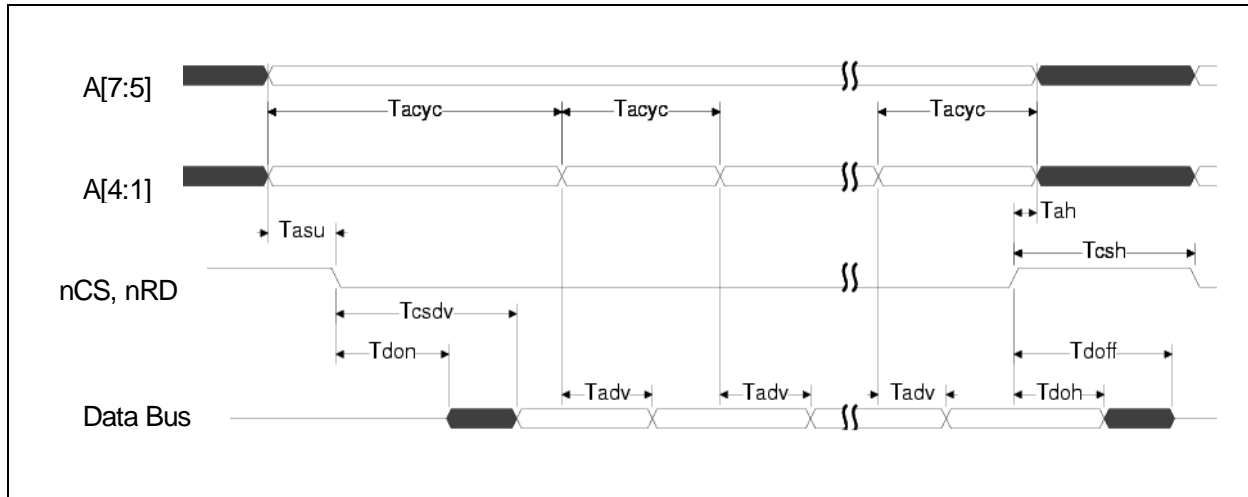 A[7:5]
Tacyc Tacyc Tacyc
A[4:1]
Tasu Tah
Tcsh
nCS, nRD
Tcsdv
Tdon Tdoff
Tadv Tadv Tadv Tdoh
Data Bus